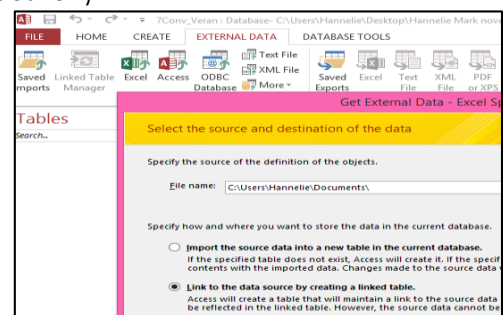 7Conv_Veran : Database- C:\Users\Hannelie\Desktop\Hannelie Mark nove
FILE HOME CREATE EXTERNAL DATA DATABASE TOOLS
Saved Imports Linked Table Manager Excel Access ODBC Database Text File XML File More Saved Exports Excel Text File XML File PDF or XPS
Get External Data - Excel Sp
Tables
Search..
Select the source and destination of the data
Specify the source of the definition of the objects.
File name: C:\Users\Hannelie\Documents\
Specify how and where you want to store the data in the current database.
Import the source data into a new table in the current database.
If the specified table does not exist, Access will create it. If the specif
contents with the imported data. Changes made to the source data
Link to the data source by creating a linked table.
Access will create a table that will maintain a link to the source data
be reflected in the linked table. However, the source data cannot be